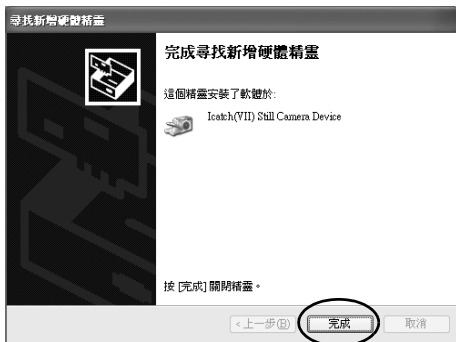 尋找新增硬體精靈
完成尋找新增硬體精靈
這個精靈安裝了軟體於:
Icatch(VII) Still Camera Device
按 [完成] 關閉精靈。
<上一步(B)
完成
取消